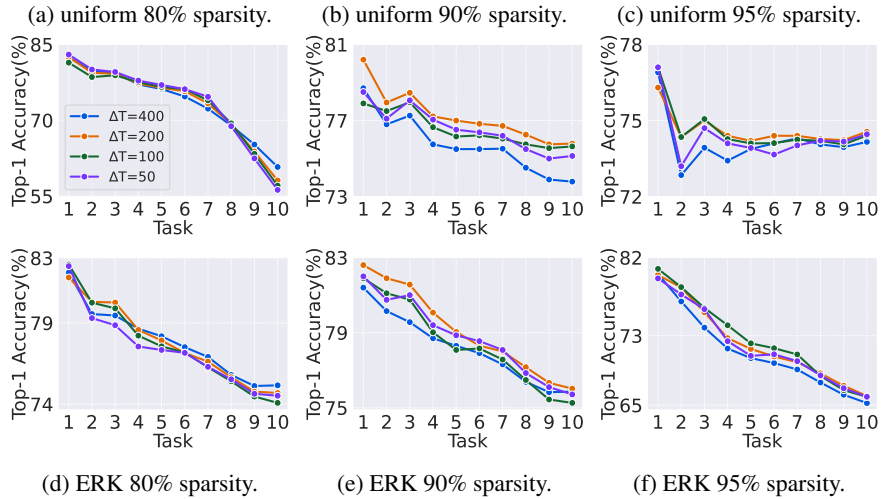 (a) uniform 80% sparsity. (b) uniform 90% sparsity. (c) uniform 95% sparsity.
Top-1 Accuracy(%)
85
70
55
ΔT=400
ΔT=200
ΔT=100
ΔT=50
1 2 3 4 5 6 7 8 9 10
Task
Top-1 Accuracy(%)
81
77
73
1 2 3 4 5 6 7 8 9 10
Task
Top-1 Accuracy(%)
78
75
72
1 2 3 4 5 6 7 8 9 10
Task
Top-1 Accuracy(%)
83
79
74
1 2 3 4 5 6 7 8 9 10
Task
Top-1 Accuracy(%)
83
79
75
1 2 3 4 5 6 7 8 9 10
Task
Top-1 Accuracy(%)
82
73
65
1 2 3 4 5 6 7 8 9 10
Task
(d) ERK 80% sparsity. (e) ERK 90% sparsity. (f) ERK 95% sparsity.